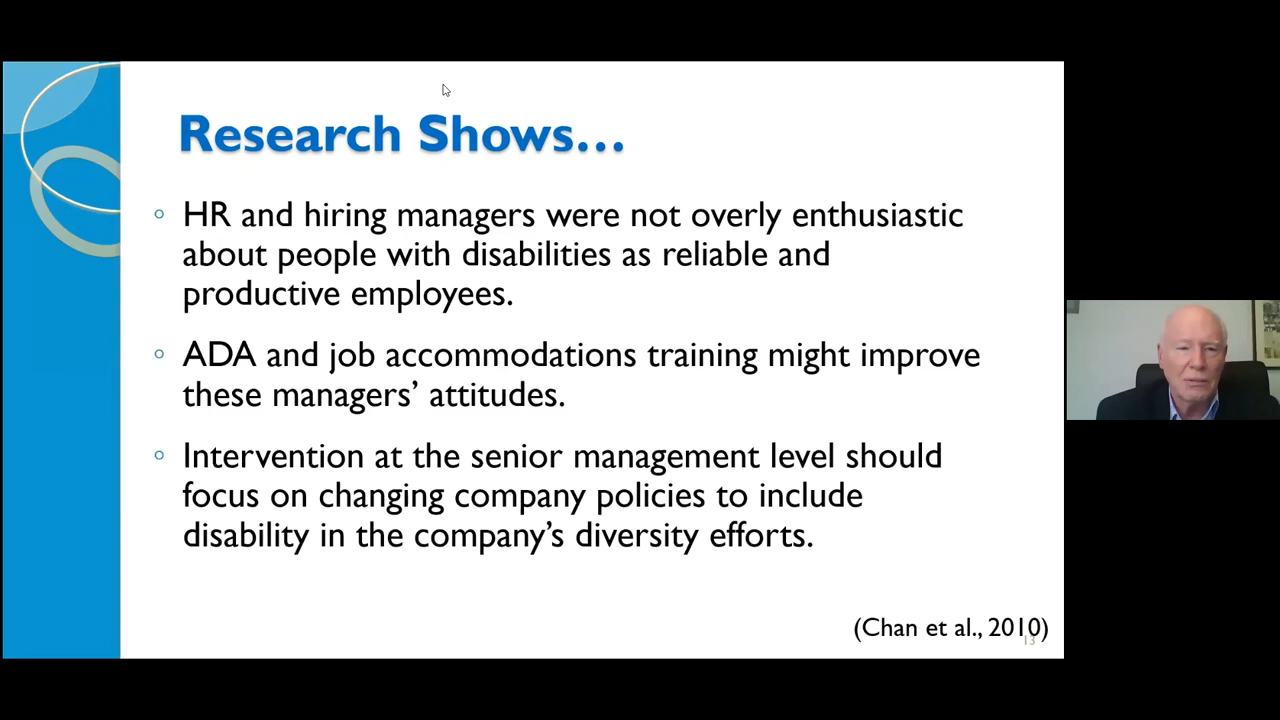 Research Shows…
◦ HR and hiring managers were not overly enthusiastic
about people with disabilities as reliable and
productive employees.
◦ ADA and job accommodations training might improve
these managers’ attitudes.
◦ Intervention at the senior management level should
focus on changing company policies to include
disability in the company’s diversity efforts.
(Chan et al., 2010)
13